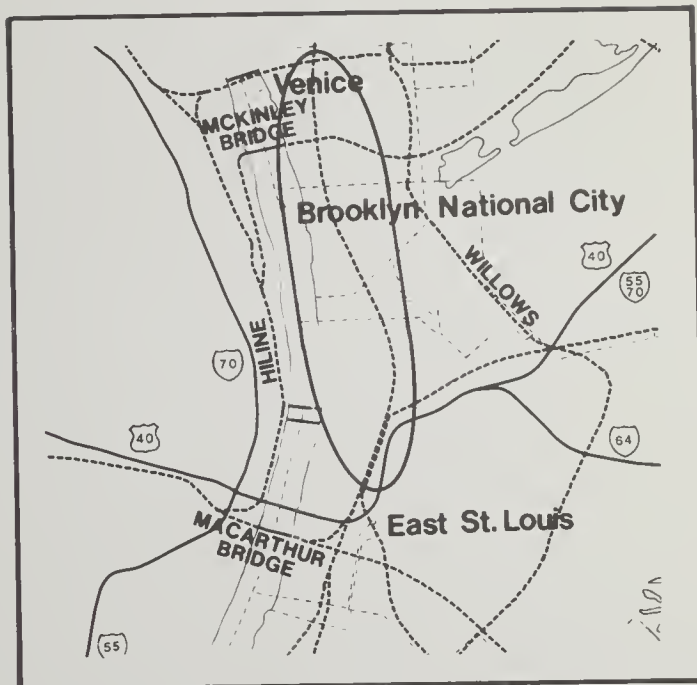 Venice
MCKINLEY
BRIDGE
Brooklyn National City
40
55
70
WILLOWS
HILINE
70
40
64
East St. Louis
MACARTHUR
BRIDGE
55